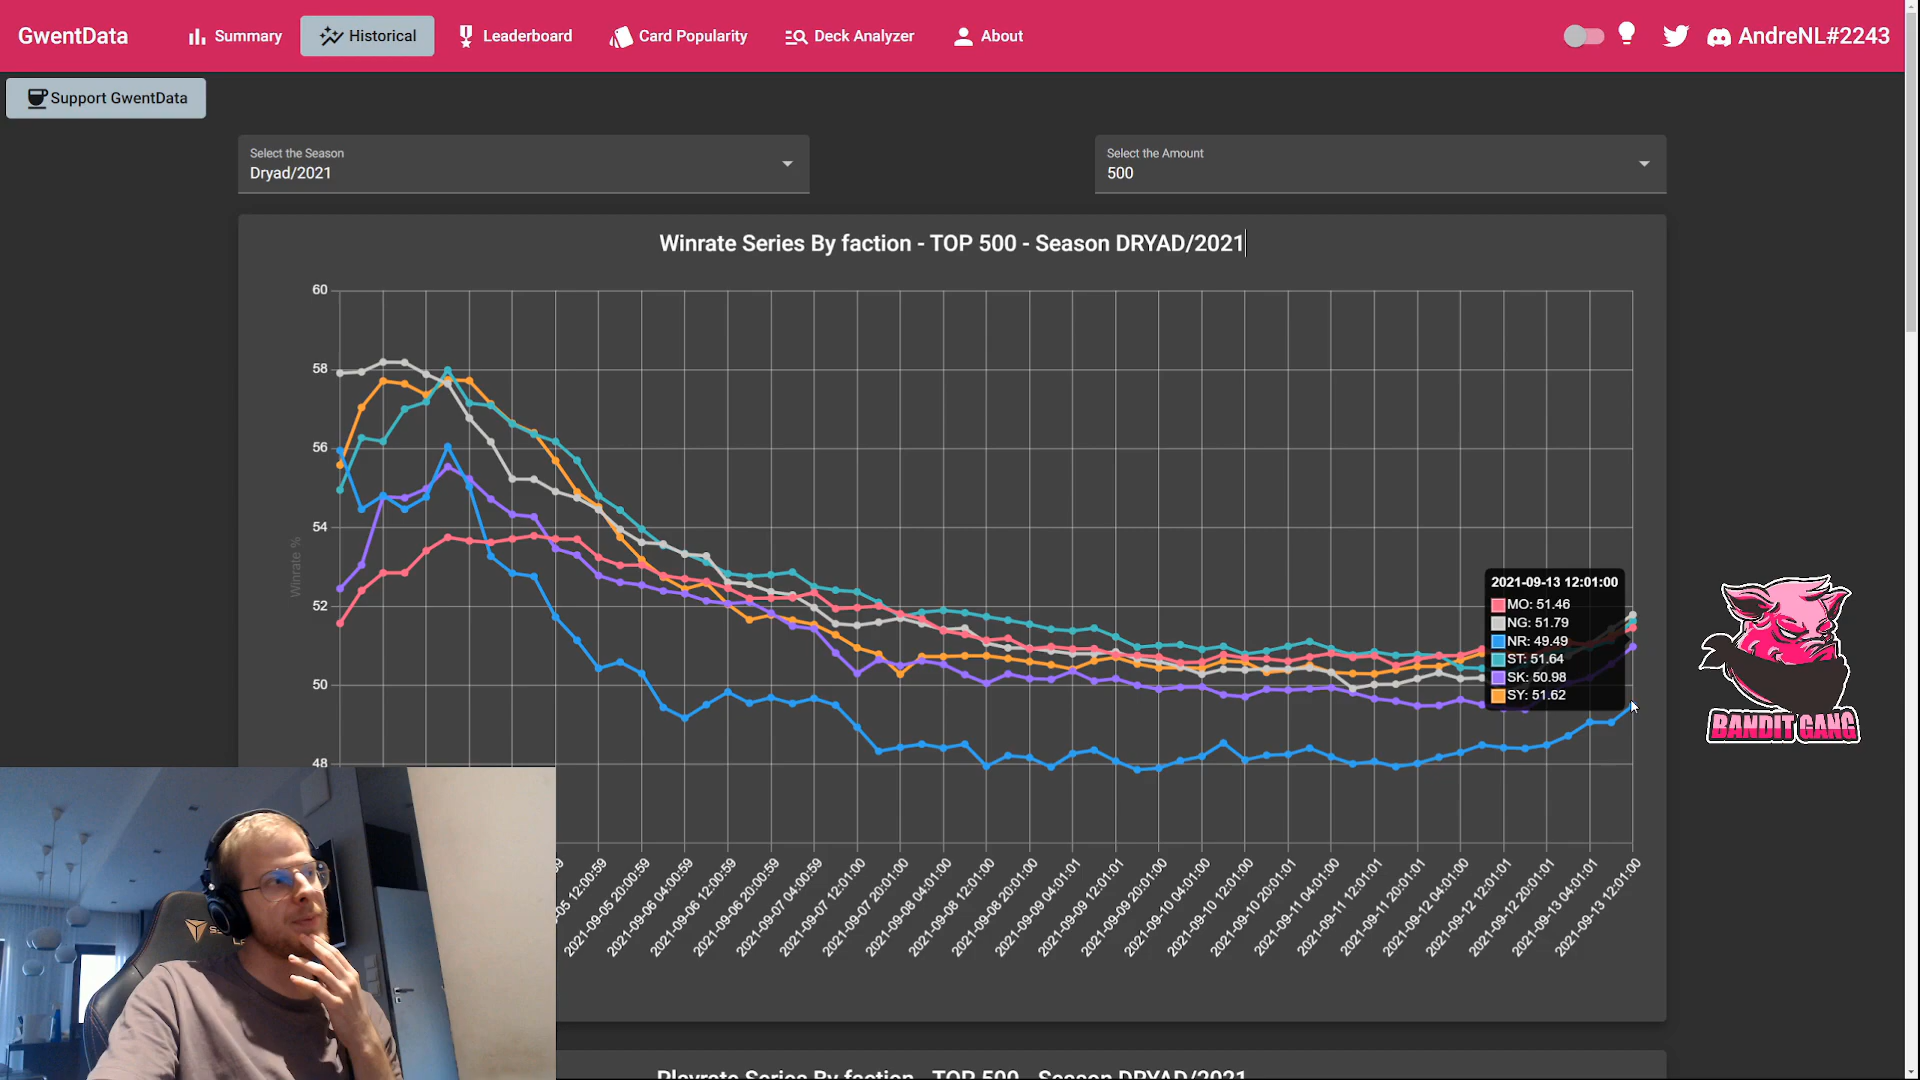 GwentData
Summary
Historical
Leaderboard
Card Popularity
Deck Analyzer
About
AndreNL#2243
Support GwentData
Select the Season
Dryad/2021
Select the Amount
500
Winrate Series By faction - TOP 500 - Season DRYAD/2021
60
58
56
54
52
50
48
Winrate %
2021-09-13 12:01:00
MO: 51.46
NG: 51.79
NR: 49.49
ST: 51.64
SK: 50.98
SY: 51.62
BANDIT GANG
2021-09-05 20:00:59
2021-09-06 04:00:59
2021-09-06 12:00:59
2021-09-06 20:00:59
2021-09-07 04:00:59
2021-09-07 12:01:00
2021-09-07 20:01:00
2021-09-08 04:01:00
2021-09-08 12:01:00
2021-09-08 20:01:00
2021-09-09 04:01:01
2021-09-09 12:01:01
2021-09-09 20:01:00
2021-09-10 04:01:00
2021-09-10 12:01:00
2021-09-10 20:01:01
2021-09-11 04:01:00
2021-09-11 12:01:01
2021-09-11 20:01:01
2021-09-12 04:01:00
2021-09-12 12:01:01
2021-09-12 20:01:01
2021-09-13 04:01:01
2021-09-13 12:01:00
Playrate Series By faction - TOP 500 - Season DRYAD/2021